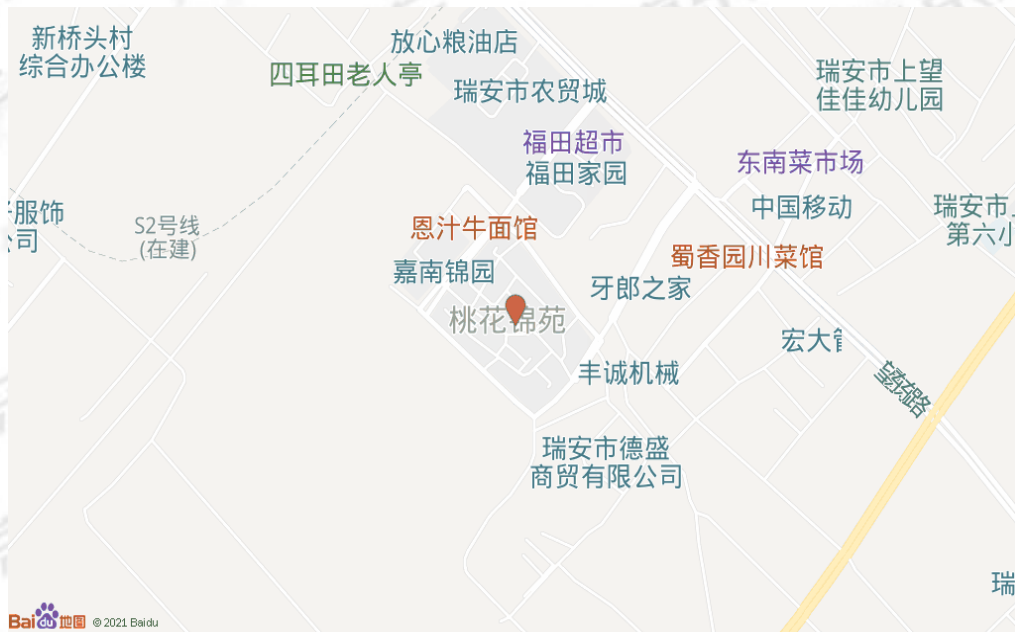 新桥头村
综合办公楼
放心粮油店
四耳田老人亭
瑞安市农贸城
瑞安市上望
佳佳幼儿园
福田超市
福田家园
东南菜市场
中国移动
服饰
公司
S2号线
(在建)
恩汁牛面馆
瑞安市
第六小
蜀香园川菜馆
嘉南锦园
牙郎之家
桃花锦苑
宏大管
丰诚机械
瑞安市德盛
商贸有限公司
瑞
Baidu地图 © 2021 Baidu